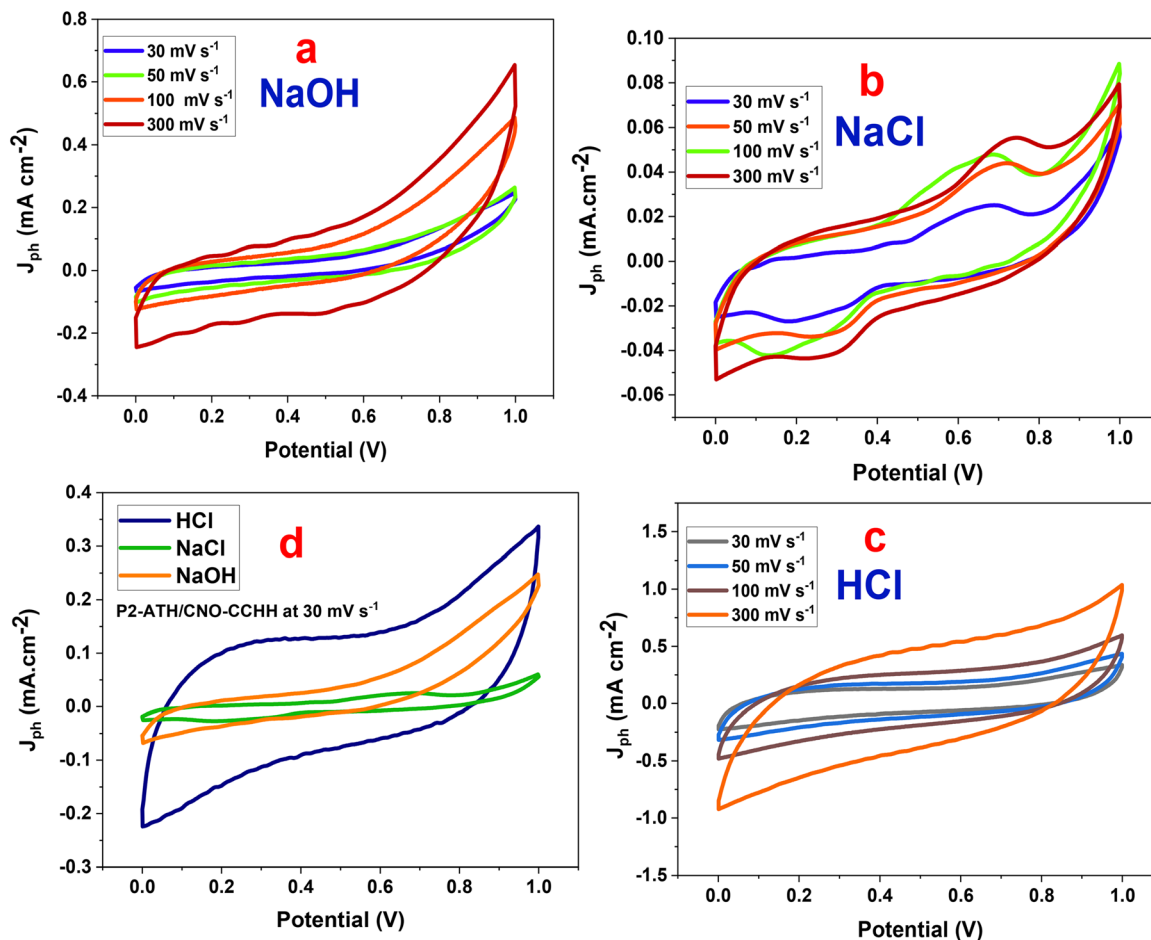 a
NaOH
30 mV s⁻¹
50 mV s⁻¹
100  mV s⁻¹
300 mV s⁻¹
J_ph (mA cm⁻²)
0.8
0.6
0.4
0.2
0.0
-0.2
-0.4
0.0 0.2 0.4 0.6 0.8 1.0
Potential (V)
b
NaCl
30 mV s⁻¹
50 mV s⁻¹
100 mV s⁻¹
300 mV s⁻¹
J_ph (mA.cm⁻²)
0.10
0.08
0.06
0.04
0.02
0.00
-0.02
-0.04
-0.06
0.0 0.2 0.4 0.6 0.8 1.0
Potential (V)
d
HCl
NaCl
NaOH
P2-ATH/CNO-CCHH at 30 mV s⁻¹
J_ph (mA.cm⁻²)
0.4
0.3
0.2
0.1
0.0
-0.1
-0.2
-0.3
0.0 0.2 0.4 0.6 0.8 1.0
Potential (V)
c
HCl
30 mV s⁻¹
50 mV s⁻¹
100 mV s⁻¹
300 mV s⁻¹
J_ph (mA cm⁻²)
1.5
1.0
0.5
0.0
-0.5
-1.0
-1.5
0.0 0.2 0.4 0.6 0.8 1.0
Potential (V)